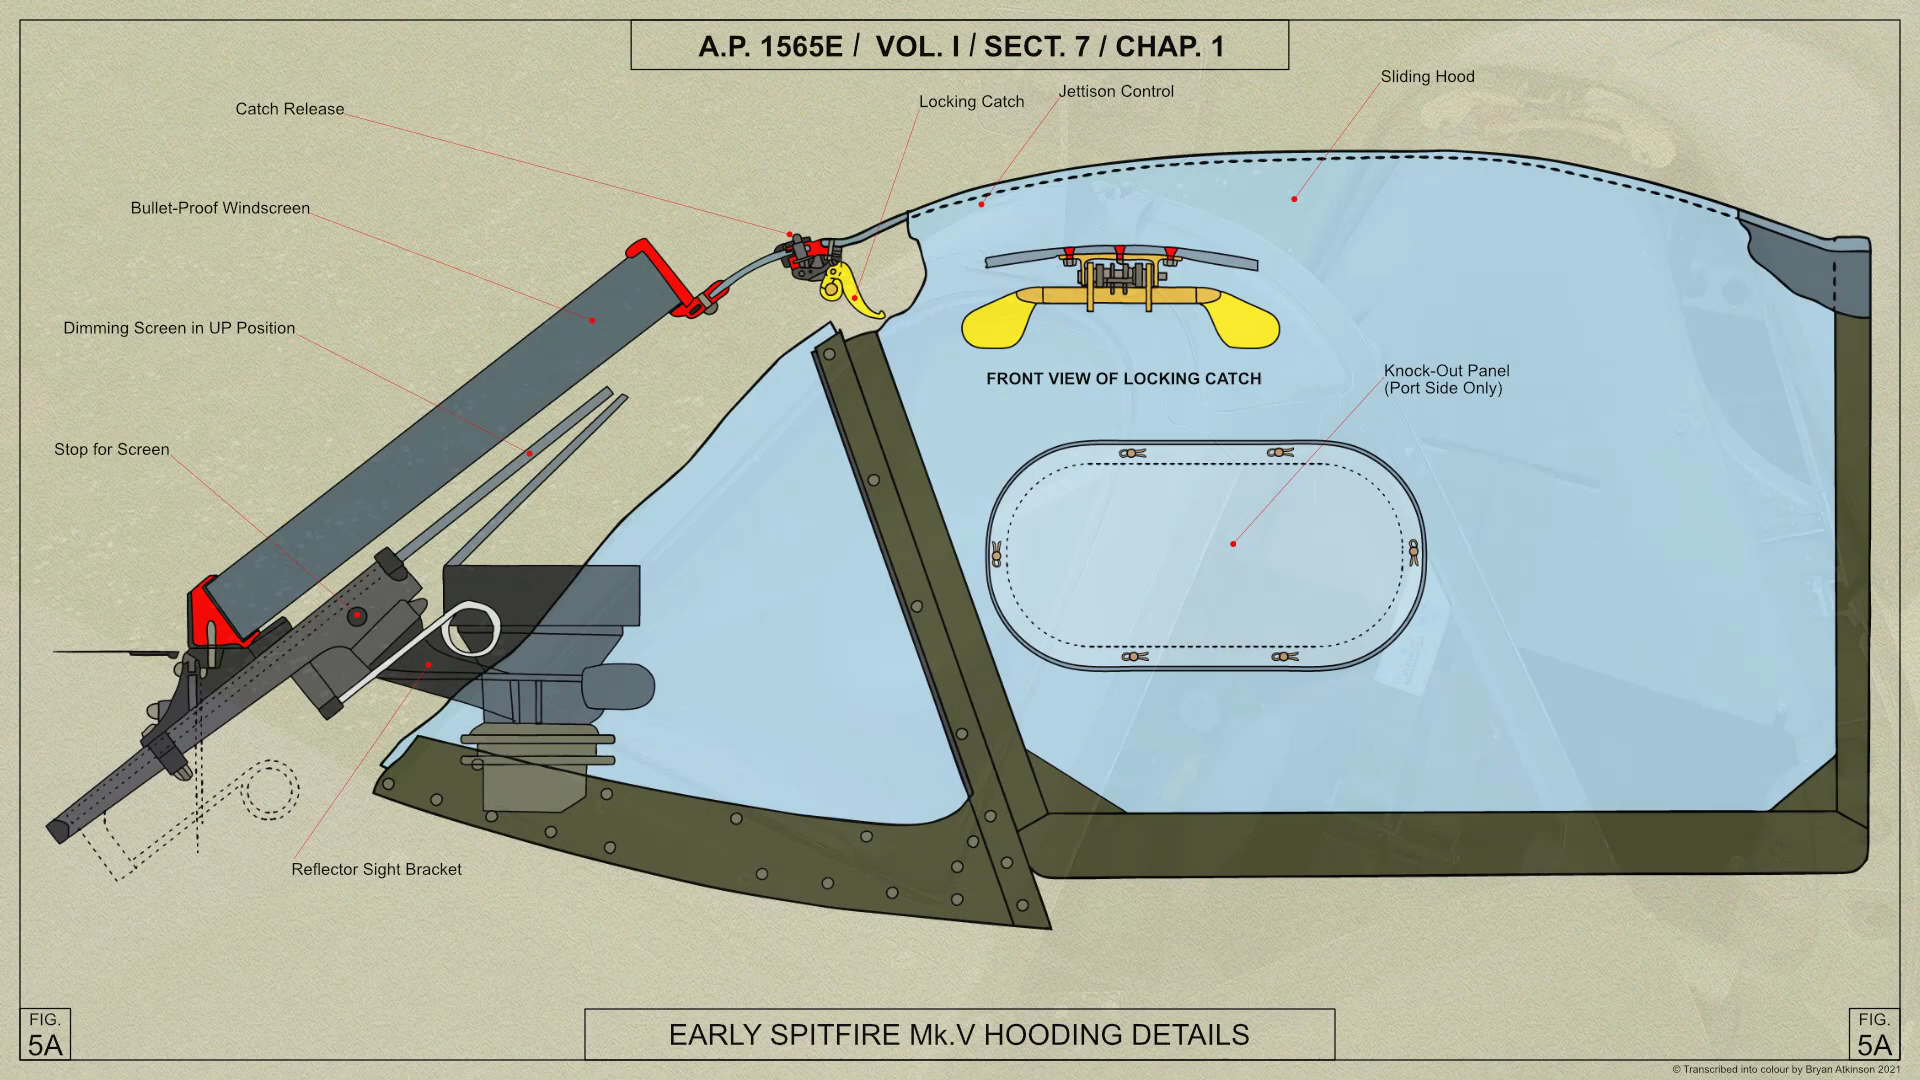 A.P. 1565E / VOL. I / SECT. 7 / CHAP. 1
Sliding Hood
Jettison Control
Locking Catch
Catch Release
Bullet-Proof Windscreen
Dimming Screen in UP Position
FRONT VIEW OF LOCKING CATCH
Knock-Out Panel
(Port Side Only)
Stop for Screen
Reflector Sight Bracket
FIG.
5A
EARLY SPITFIRE Mk.V HOODING DETAILS
FIG.
5A
© Transcribed into colour by Bryan Atkinson 2021